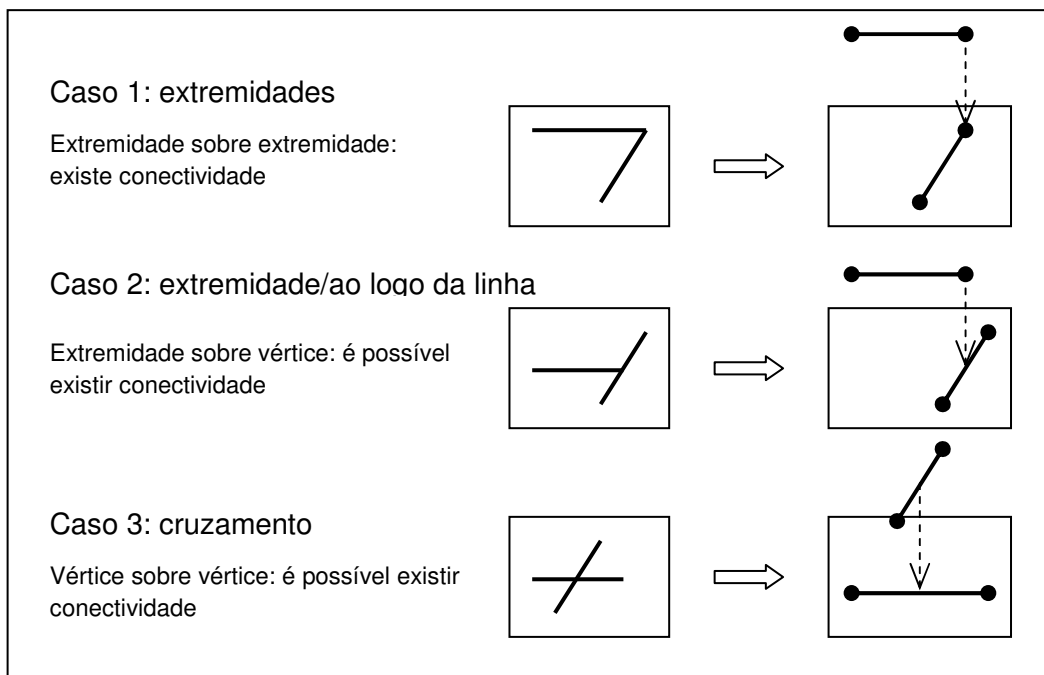 Caso 1: extremidades
Extremidade sobre extremidade:
existe conectividade
Caso 2: extremidade/ao logo da linha
Extremidade sobre vértice: é possível
existir conectividade
Caso 3: cruzamento
Vértice sobre vértice: é possível existir
conectividade